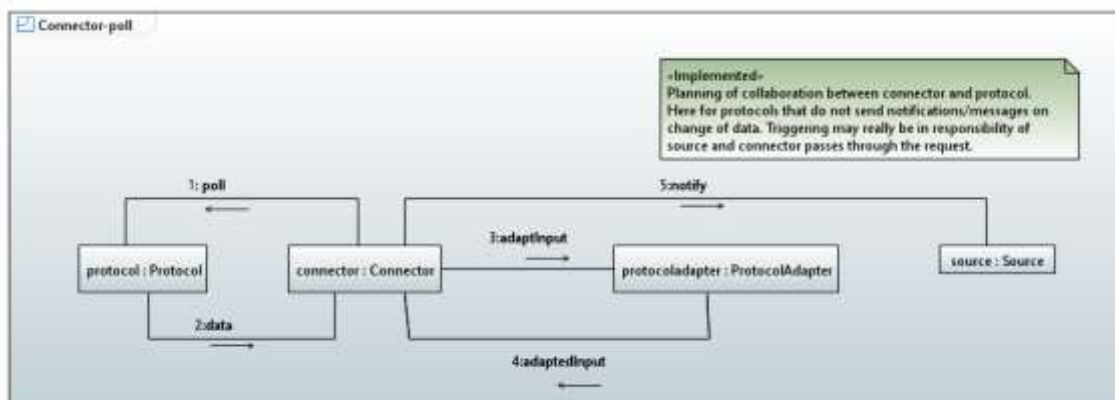 Connector-poll
«Implemented»
Planning of collaboration between connector and protocol.
Here for protocols that do not send notifications/messages on
change of data. Triggering may really be in responsibility of
source and connector passes through the request.
1: poll
5:notify
3:adaptInput
protocol : Protocol
connector : Connector
protocoladapter : ProtocolAdapter
source : Source
2:data
4:adaptedInput